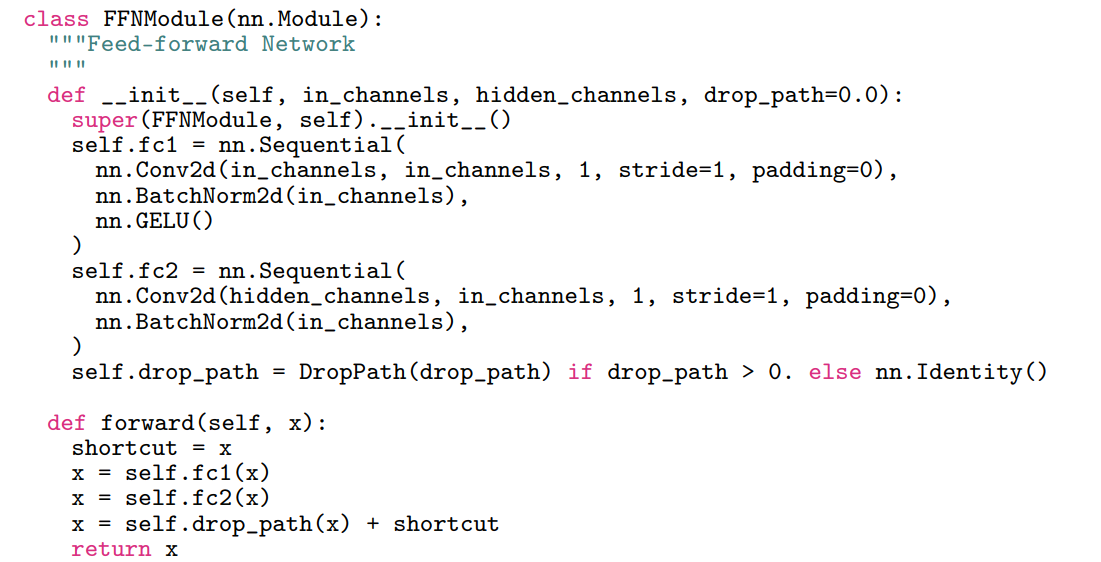 class FFNModule(nn.Module):
  """Feed-forward Network
  """
  def __init__(self, in_channels, hidden_channels, drop_path=0.0):
    super(FFNModule, self).__init__()
    self.fc1 = nn.Sequential(
      nn.Conv2d(in_channels, in_channels, 1, stride=1, padding=0),
      nn.BatchNorm2d(in_channels),
      nn.GELU()
    )
    self.fc2 = nn.Sequential(
      nn.Conv2d(hidden_channels, in_channels, 1, stride=1, padding=0),
      nn.BatchNorm2d(in_channels),
    )
    self.drop_path = DropPath(drop_path) if drop_path > 0. else nn.Identity()

  def forward(self, x):
    shortcut = x
    x = self.fc1(x)
    x = self.fc2(x)
    x = self.drop_path(x) + shortcut
    return x